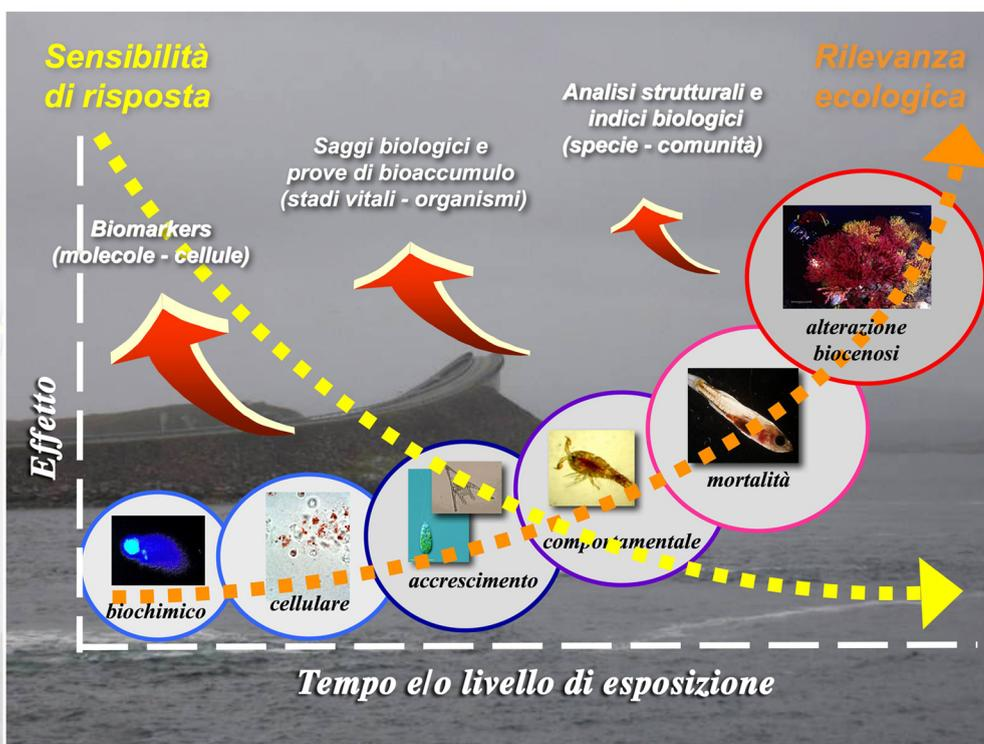 Sensibilità
di risposta
Rilevanza
ecologica
Analisi strutturali e
indici biologici
(specie - comunità)
Saggi biologici e
prove di bioaccumulo
(stadi vitali - organismi)
Biomarkers
(molecole - cellule)
alterazione
biocenosi
Effetto
mortalità
comportamentale
accrescimento
cellulare
biochimico
Tempo e/o livello di esposizione